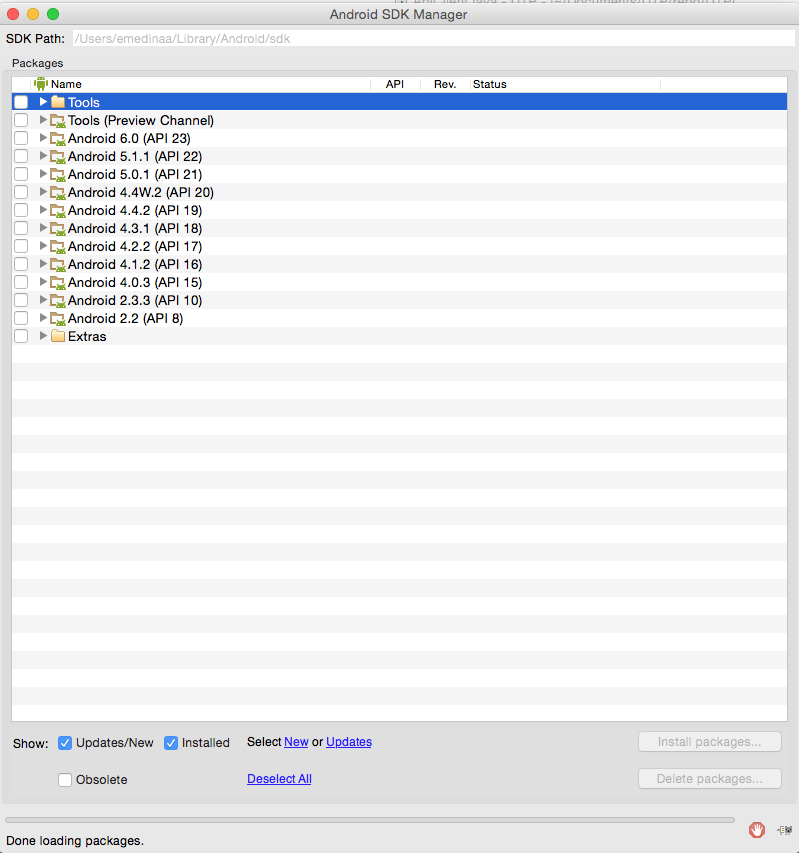 Android SDK Manager
SDK Path: /Users/emedinaa/Library/Android/sdk
Packages
Name API Rev. Status
Tools
Tools (Preview Channel)
Android 6.0 (API 23)
Android 5.1.1 (API 22)
Android 5.0.1 (API 21)
Android 4.4W.2 (API 20)
Android 4.4.2 (API 19)
Android 4.3.1 (API 18)
Android 4.2.2 (API 17)
Android 4.1.2 (API 16)
Android 4.0.3 (API 15)
Android 2.3.3 (API 10)
Android 2.2 (API 8)
Extras
Show: Updates/New Installed Select New or Updates Install packages...
Obsolete Deselect All Delete packages...
Done loading packages.